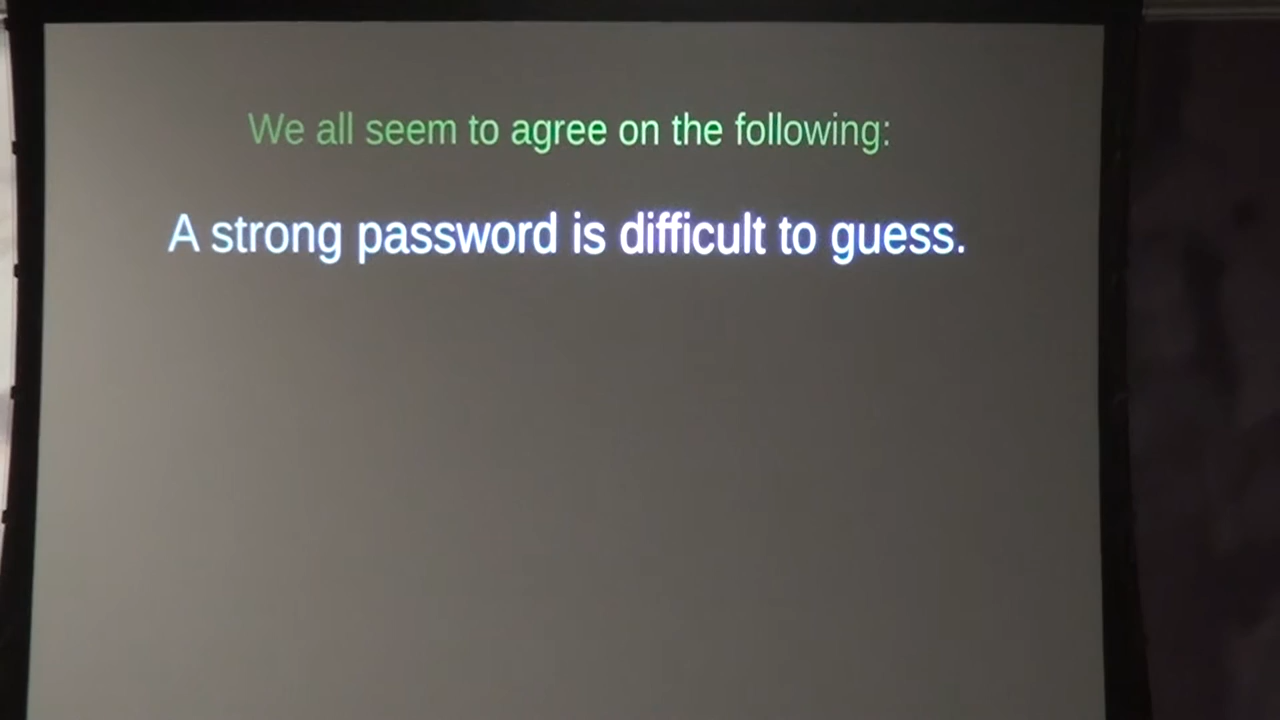 We all seem to agree on the following:
A strong password is difficult to guess.